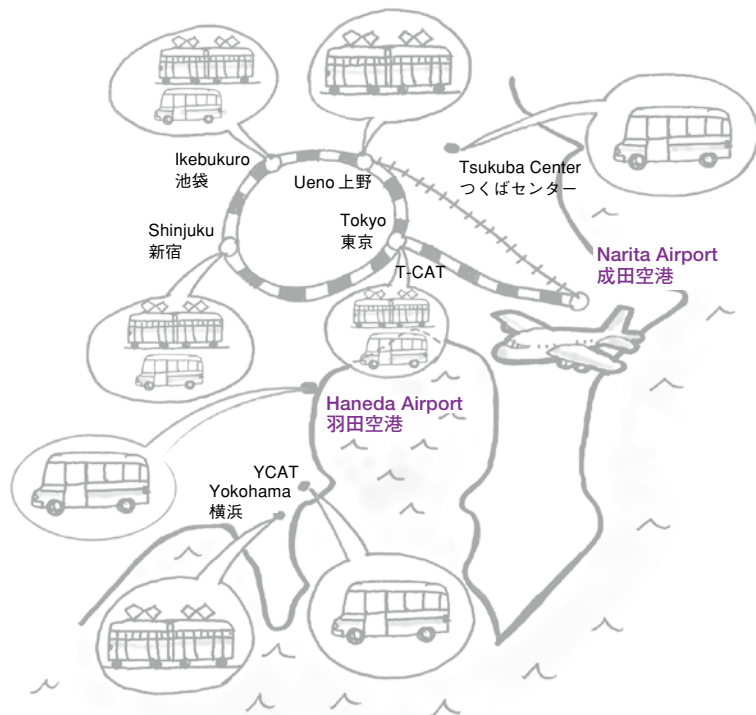 Ikebukuro
池袋
Ueno 上野
Tsukuba Center
つくばセンター
Shinjuku
新宿
Tokyo
東京
T-CAT
Narita Airport
成田空港
Haneda Airport
羽田空港
YCAT
Yokohama
横浜